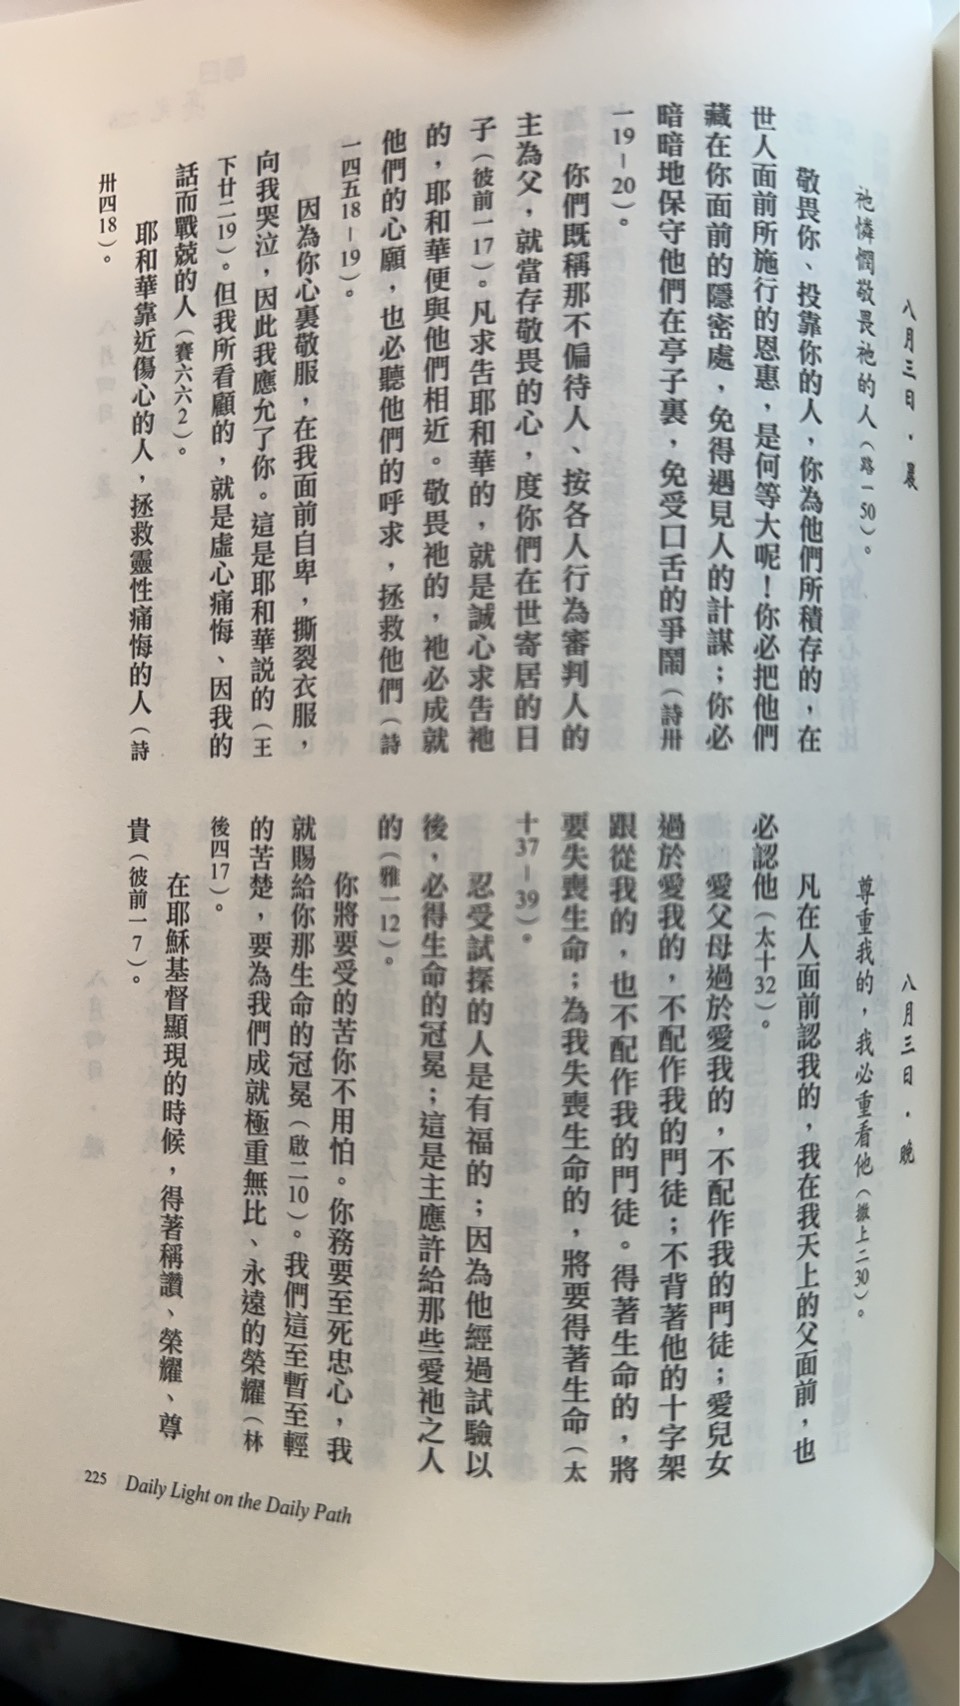 八月三日．晨
祂憐憫敬畏祂的人（路一50）。
敬畏你、投靠你的人，你為他們所積存的，在
世人面前所施行的恩惠，是何等大呢！你必把他們
藏在你面前的隱密處，免得遇見人的計謀；你必
暗暗地保守他們在亭子裏，免受口舌的爭鬧（詩卅
一19－20）。
你們既稱那不偏待人、按各人行為審判人的
主為父，就當存敬畏的心，度你們在世寄居的日
子（彼前一17）。凡求告耶和華的，就是誠心求告祂
的，耶和華便與他們相近。敬畏祂的，祂必成就
他們的心願，也必聽他們的呼求，拯救他們（詩
一四五18－19）。
因為你心裏敬服，在我面前自卑，撕裂衣服，
向我哭泣，因此我應允了你。這是耶和華説的（王
下廿二19）。但我所看顧的，就是虛心痛悔、因我的
話而戰兢的人（賽六六2）。
耶和華靠近傷心的人，拯救靈性痛悔的人（詩
卅四18）。
八月三日．晚
尊重我的，我必重看他（撒上二30）。
凡在人面前認我的，我在我天上的父面前，也
必認他（太十32）。
愛父母過於愛我的，不配作我的門徒；愛兒女
過於愛我的，不配作我的門徒；不背著他的十字架
跟從我的，也不配作我的門徒。得著生命的，將
要失喪生命；為我失喪生命的，將要得著生命（太
十37－39）。
忍受試探的人是有福的；因為他經過試驗以
後，必得生命的冠冕；這是主應許給那些愛祂之人
的（雅一12）。
你將要受的苦你不用怕。你務要至死忠心，我
就賜給你那生命的冠冕（啟二10）。我們這至暫至輕
的苦楚，要為我們成就極重無比、永遠的榮耀（林
後四17）。
在耶穌基督顯現的時候，得著稱讚、榮耀、尊
貴（彼前一7）。
225 Daily Light on the Daily Path